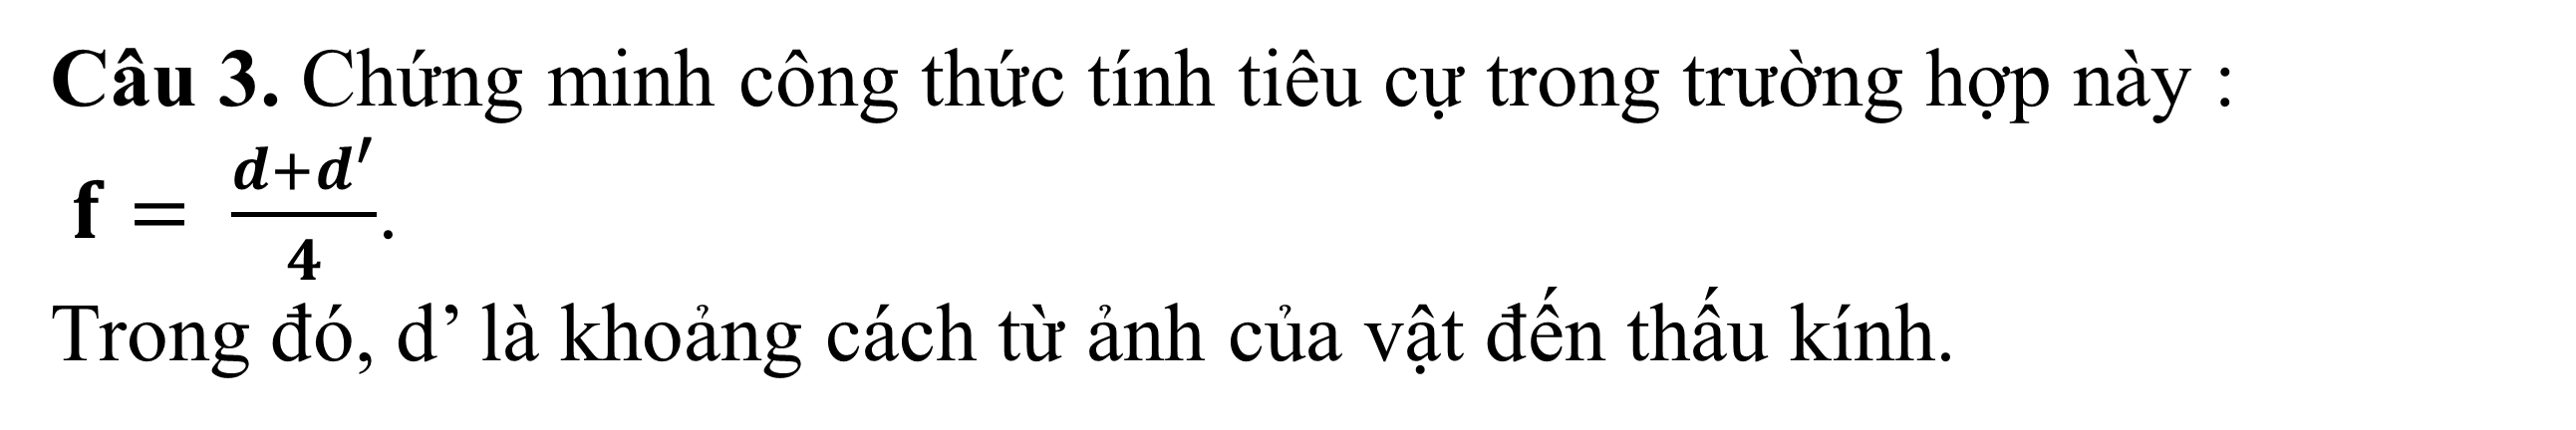 Câu 3. Chứng minh công thức tính tiêu cự trong trường hợp này :
f = \frac{d+d'}{4}.
Trong đó, d’ là khoảng cách từ ảnh của vật đến thấu kính.